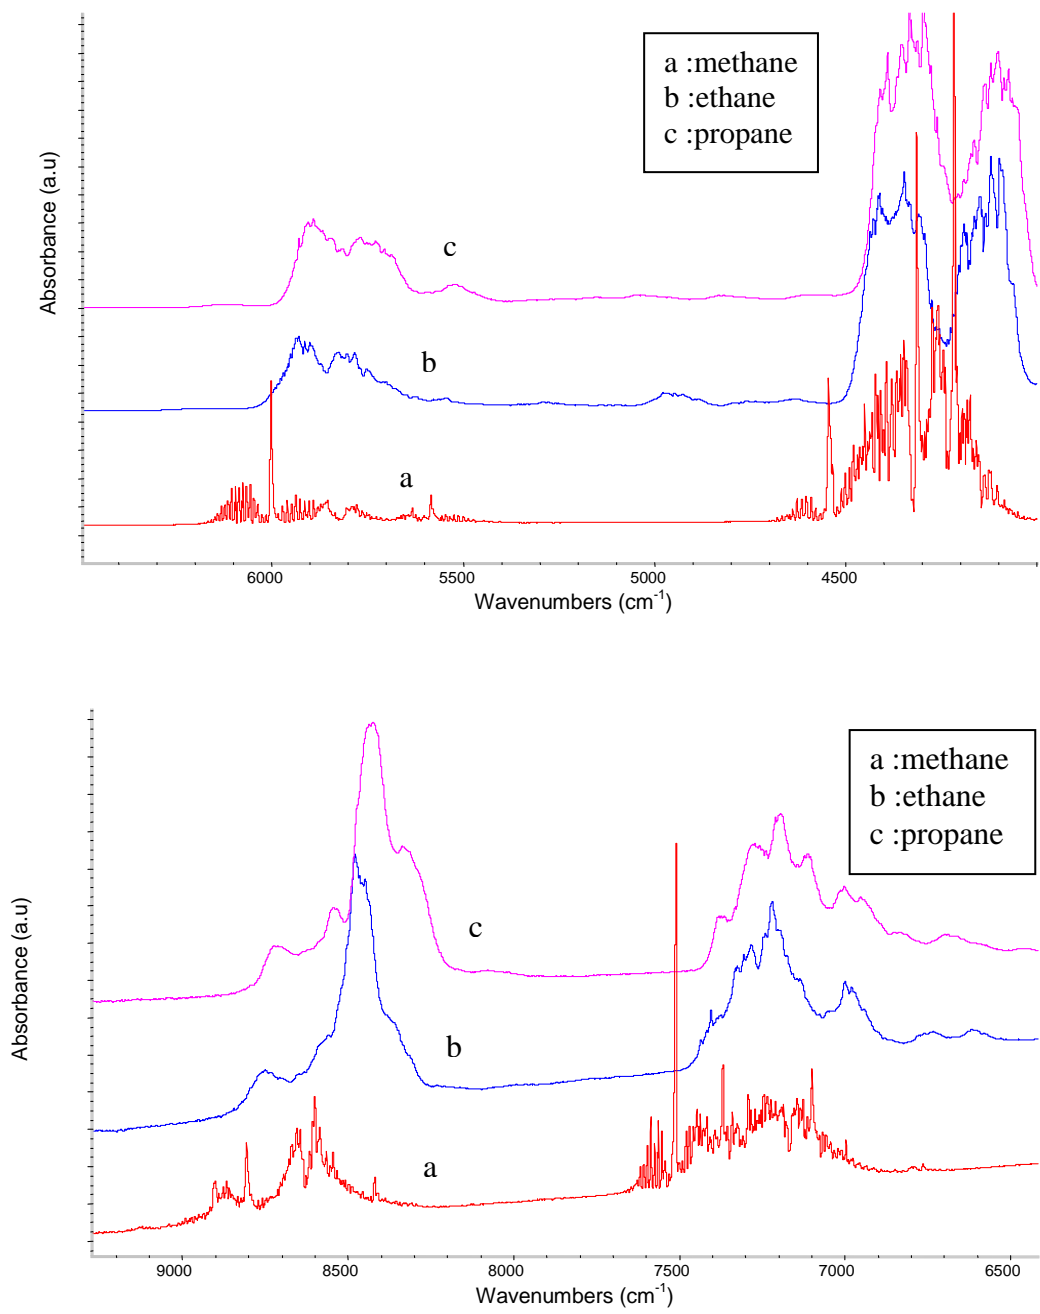 a :methane
b :ethane
c :propane
Absorbance (a.u)
c
b
a
6000 5500 5000 4500
Wavenumbers (cm-1)
a :methane
b :ethane
c :propane
Absorbance (a.u)
c
b
a
9000 8500 8000 7500 7000 6500
Wavenumbers (cm-1)